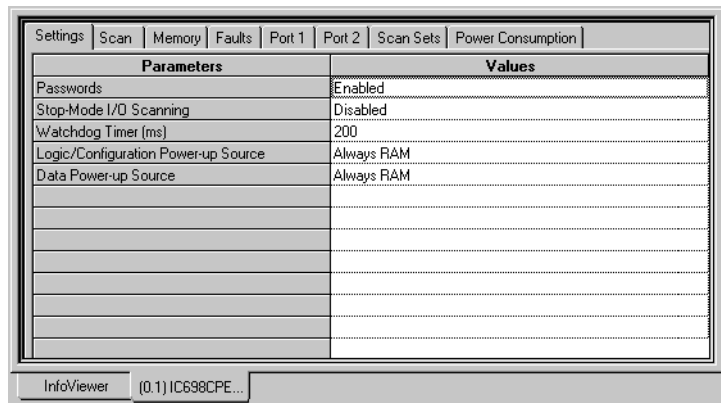 Settings Scan Memory Faults Port 1 Port 2 Scan Sets Power Consumption
Parameters Values
Passwords Enabled
Stop-Mode I/O Scanning Disabled
Watchdog Timer (ms) 200
Logic/Configuration Power-up Source Always RAM
Data Power-up Source Always RAM
InfoViewer (0.1) IC698CPE...